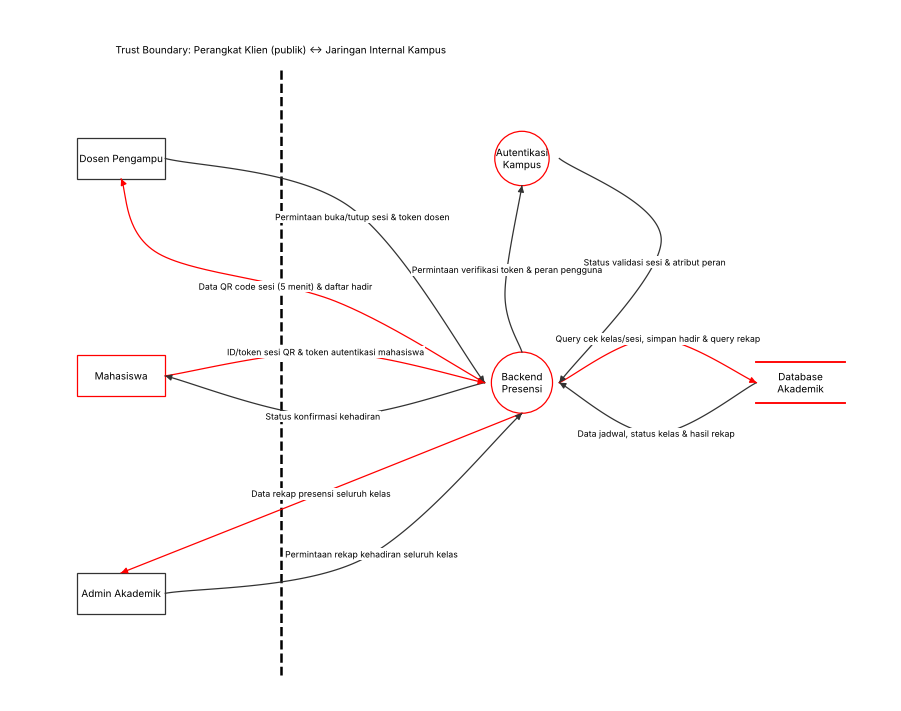 Trust Boundary: Perangkat Klien (publik) ↔ Jaringan Internal Kampus
Dosen Pengampu
Autentikasi
Kampus
Permintaan buka/tutup sesi & token dosen
Status validasi sesi & atribut peran
Permintaan verifikasi token & peran pengguna
Data QR code sesi (5 menit) & daftar hadir
Query cek kelas/sesi, simpan hadir & query rekap
ID/token sesi QR & token autentikasi mahasiswa
Mahasiswa
Backend
Presensi
Database
Akademik
Status konfirmasi kehadiran
Data jadwal, status kelas & hasil rekap
Data rekap presensi seluruh kelas
Permintaan rekap kehadiran seluruh kelas
Admin Akademik